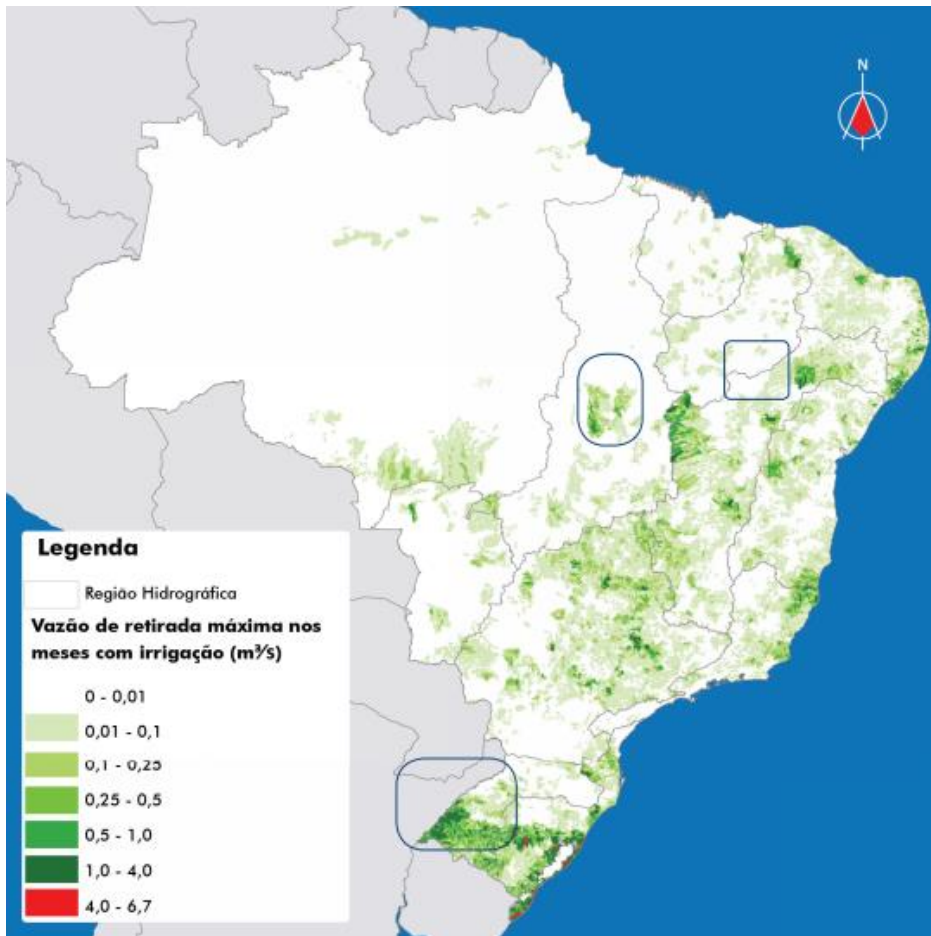 N
Legenda
Região Hidrográfica
Vazão de retirada máxima nos
meses com irrigação (m³/s)
0 - 0,01
0,01 - 0,1
0,1 - 0,25
0,25 - 0,5
0,5 - 1,0
1,0 - 4,0
4,0 - 6,7